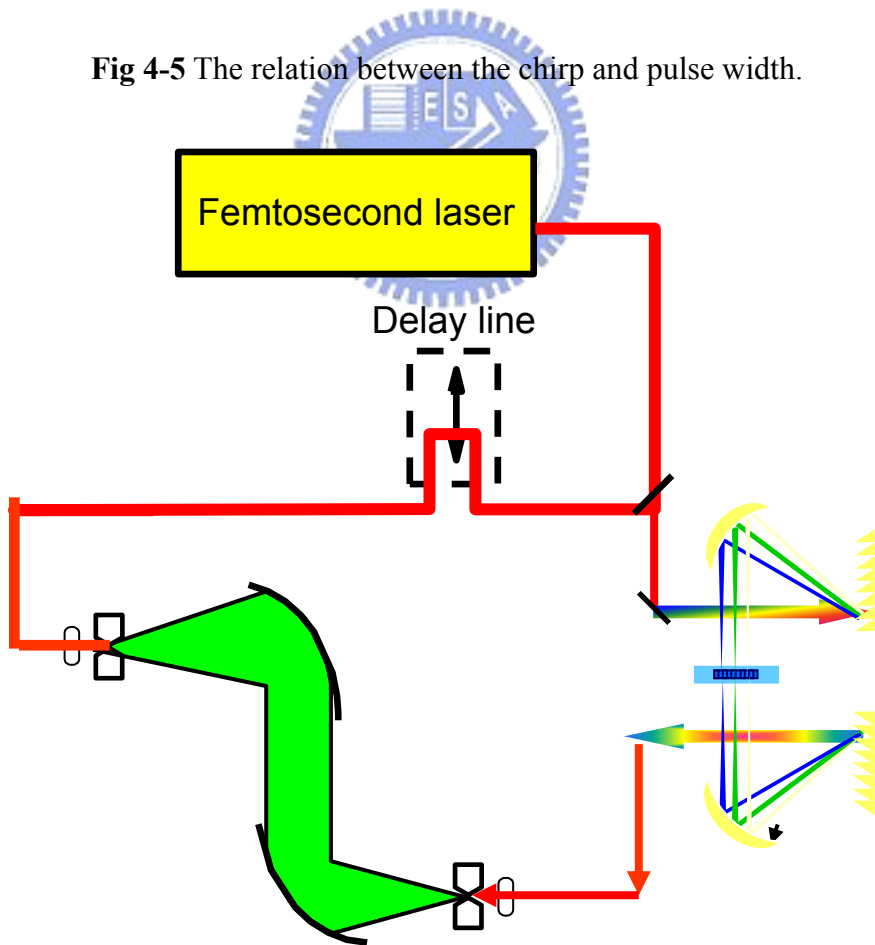 Fig 4-5 The relation between the chirp and pulse width.
E S A
Femtosecond laser
Delay line